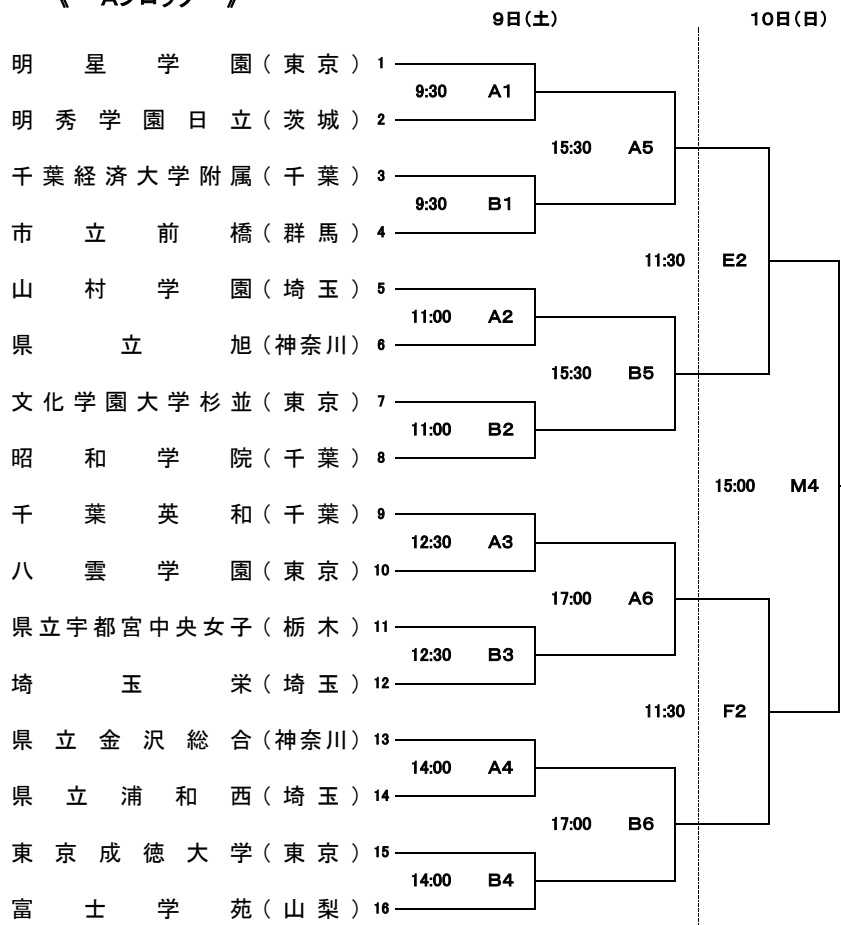 《 Aブロック 》
9日(土) 10日(日)
明星学園(東京) 1
9:30 A1
明秀学園日立(茨城) 2
15:30 A5
千葉経済大学附属(千葉) 3
9:30 B1
市立前橋(群馬) 4
11:30 E2
山村学園(埼玉) 5
11:00 A2
県立旭(神奈川) 6
15:30 B5
文化学園大学杉並(東京) 7
11:00 B2
昭和学院(千葉) 8
15:00 M4
千葉英和(千葉) 9
12:30 A3
八雲学園(東京) 10
17:00 A6
県立宇都宮中央女子(栃木) 11
12:30 B3
埼玉栄(埼玉) 12
11:30 F2
県立金沢総合(神奈川) 13
14:00 A4
県立浦和西(埼玉) 14
17:00 B6
東京成徳大学(東京) 15
14:00 B4
富士学苑(山梨) 16